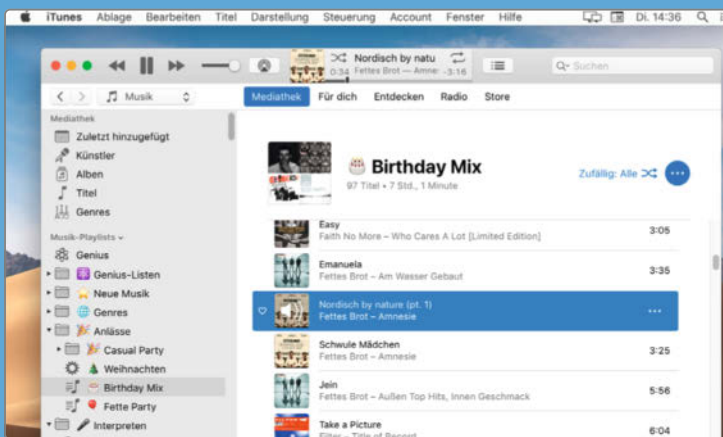 iTunes Ablage Bearbeiten Titel Darstellung Steuerung Account Fenster Hilfe Di. 14:36
Nordisch by natu
0:34 Fettes Brot — Amne -3:16
Suchen
Musik
Mediathek Für dich Entdecken Radio Store
Mediathek
Zuletzt hinzugefügt
Künstler
Alben
Titel
Genres
Musik-Playlists
Genius
Genius-Listen
Neue Musik
Genres
Anlässe
Casual Party
Weihnachten
Birthday Mix
Fette Party
Interpreten
Birthday Mix
97 Titel • 7 Std., 1 Minute
Zufällig: Alle
Easy
Faith No More – Who Cares A Lot [Limited Edition]
3:05
Emanuela
Fettes Brot – Am Wasser Gebaut
3:35
Nordisch by nature (pt. 1)
Fettes Brot – Amnesie
Schwule Mädchen
Fettes Brot – Amnesie
3:25
Jein
Fettes Brot – Außen Top Hits, Innen Geschmack
5:56
Take a Picture
Filter – Title of Record
6:04